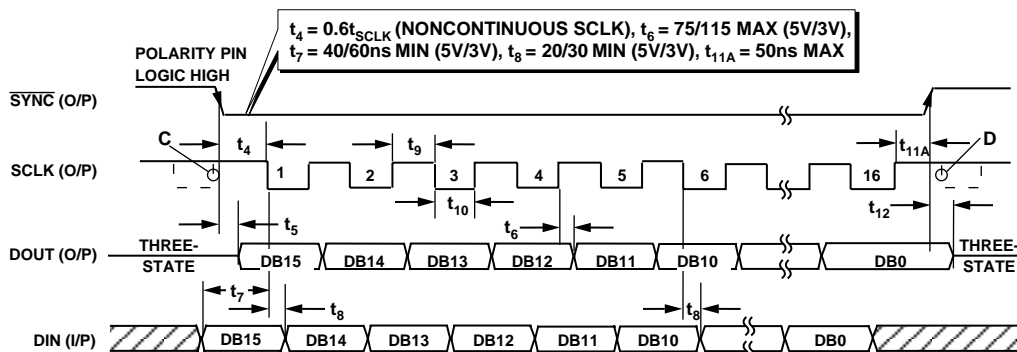 t4 = 0.6tSCLK (NONCONTINUOUS SCLK), t6 = 75/115 MAX (5V/3V),
t7 = 40/60ns MIN (5V/3V), t8 = 20/30 MIN (5V/3V), t11A = 50ns MAX
POLARITY PIN
LOGIC HIGH
SYNC (O/P)
C
t4
t9
t11A
D
SCLK (O/P)
1
2
3
4
5
6
16
t10
t5
t6
t12
DOUT (O/P)
THREE-
STATE
DB15
DB14
DB13
DB12
DB11
DB10
DB0
THREE-
STATE
t7
t8
t8
DIN (I/P)
DB15
DB14
DB13
DB12
DB11
DB10
DB0